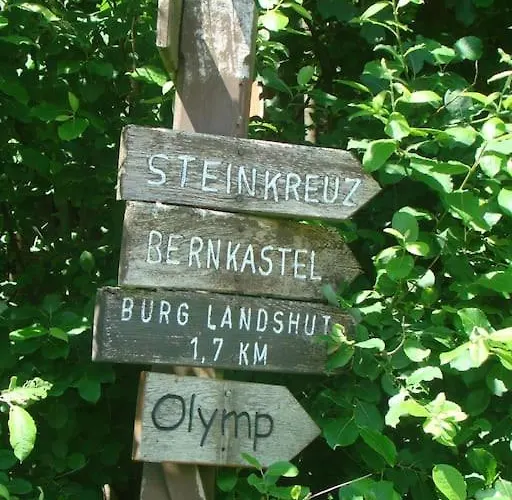 STEINKREUZ
BERNKASTEL
BURG LANDSHUT
1,7 KM
Olymp